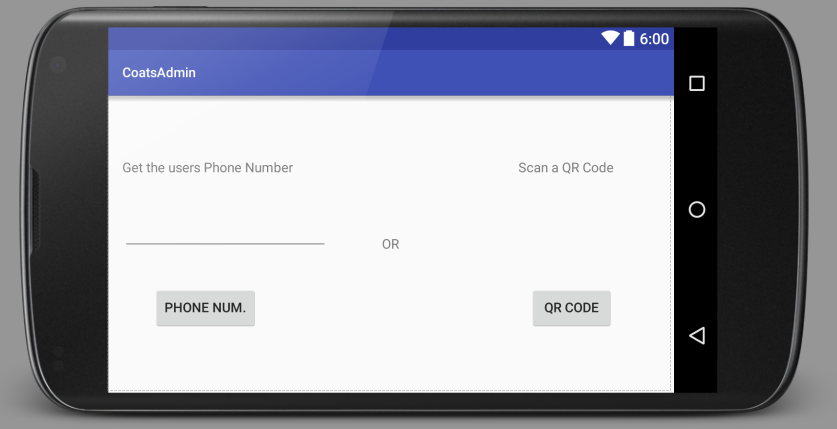 6:00
CoatsAdmin
Get the users Phone Number
Scan a QR Code
OR
PHONE NUM.
QR CODE